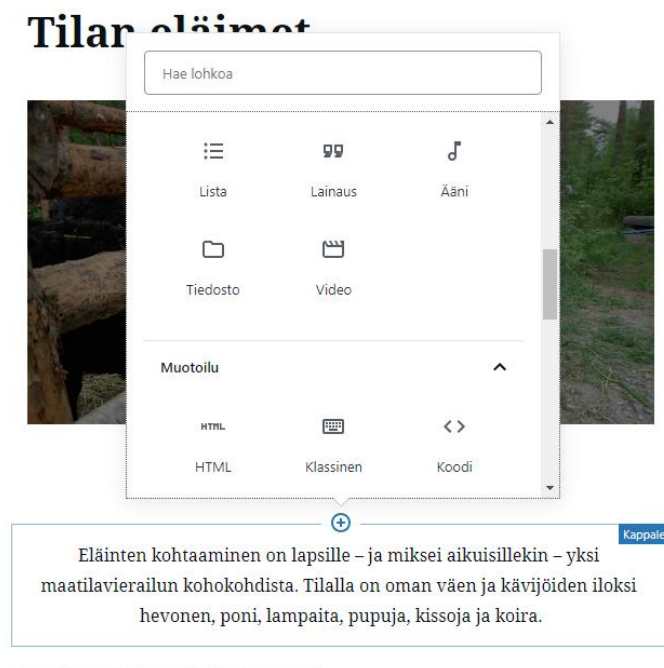 Tilan eläimet
Hae lohkoa
Lista Lainaus Ääni
Tiedosto Video
Muotoilu
HTML
HTML Klassinen Koodi
Kappale
Eläinten kohtaaminen on lapsille – ja miksei aikuisillekin – yksi
maatilavierailun kohokohdista. Tilalla on oman väen ja kävijöiden iloksi
hevonen, poni, lampaita, pupuja, kissoja ja koira.